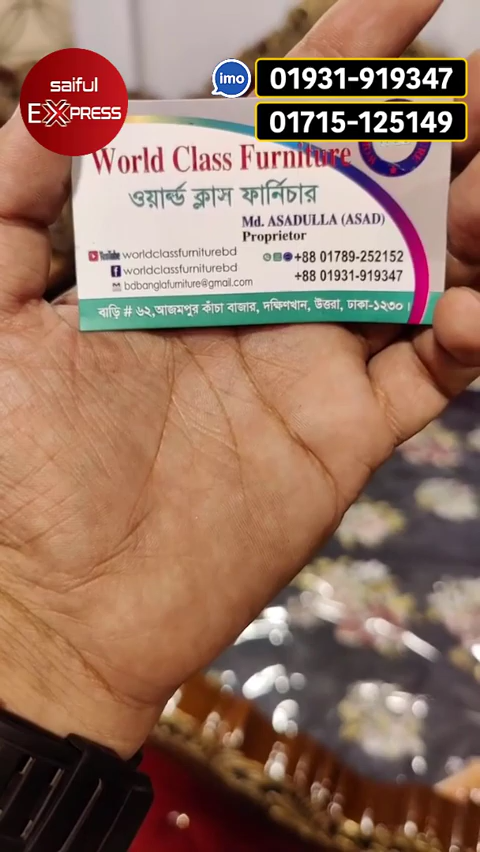 saiful
EXPRESS
imo 01931-919347
01715-125149
World Class Furniture
ওয়ার্ল্ড ক্লাস ফার্নিচার
Md. ASADULLA (ASAD)
Proprietor
YouTube worldclassfurniturebd
+88 01789-252152
f worldclassfurniturebd
+88 01931-919347
bdbanglafurniture@gmail.com
বাড়ি # ৬২,আজমপুর কাঁচা বাজার, দক্ষিণখান, উত্তরা, ঢাকা-১২৩০।